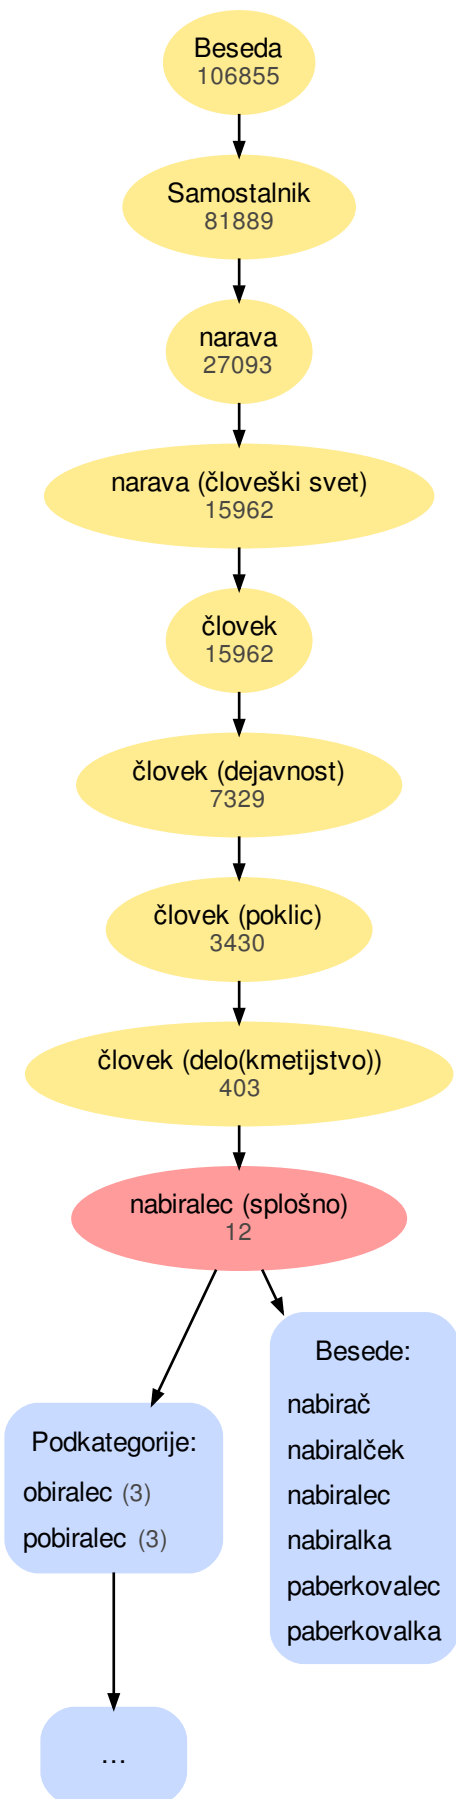 Beseda
106855
Samostalnik
81889
narava
27093
narava (človeški svet)
15962
človek
15962
človek (dejavnost)
7329
človek (poklic)
3430
človek (delo(kmetijstvo))
403
nabiralec (splošno)
12
Podkategorije:
obiralec (3)
pobiralec (3)
...
Besede:
nabirač
nabiralček
nabiralec
nabiralka
paberkovalec
paberkovalka